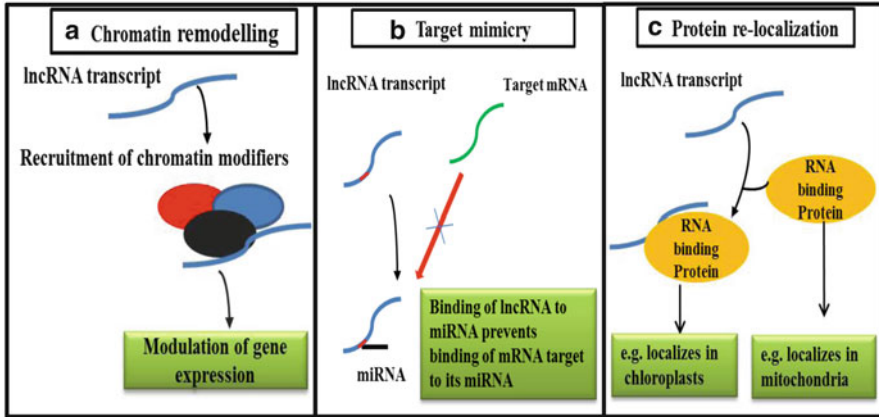 a Chromatin remodelling
lncRNA transcript
Recruitment of chromatin modifiers
Modulation of gene
expression
b Target mimicry
lncRNA transcript
Target mRNA
miRNA
Binding of lncRNA to
miRNA prevents
binding of mRNA target
to its miRNA
c Protein re-localization
lncRNA transcript
RNA
binding
Protein
RNA
binding
Protein
e.g. localizes in
chloroplasts
e.g. localizes in
mitochondria